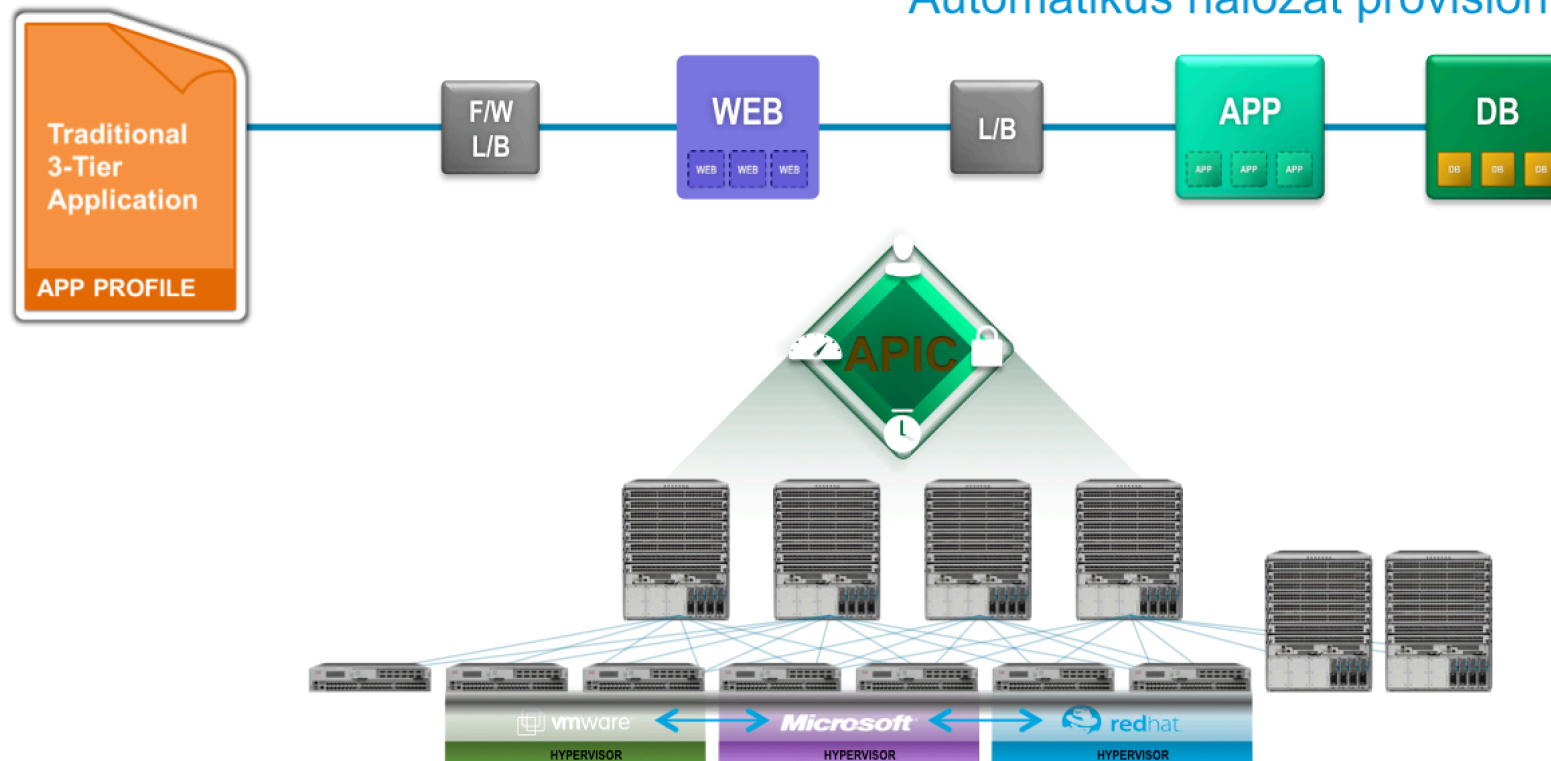 Automatikus hálózat provision
Traditional
3-Tier
Application
APP PROFILE
F/W
L/B
WEB
WEB WEB WEB
L/B
APP
APP APP APP
DB
DB DB DB
APIC
vmware Microsoft redhat
HYPERVISOR HYPERVISOR HYPERVISOR